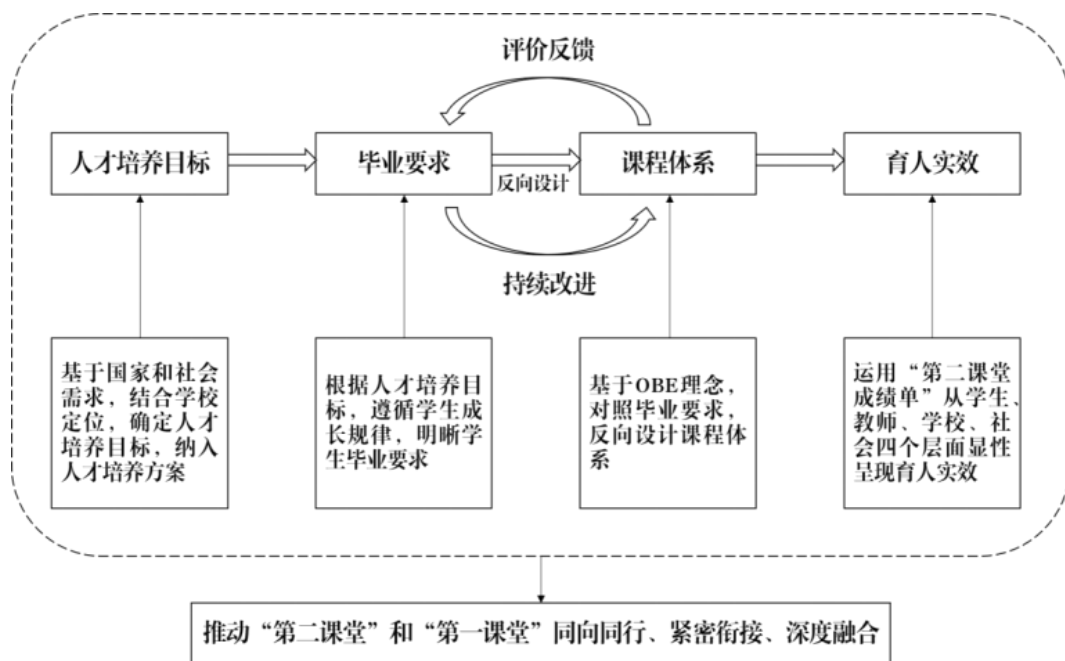 评价反馈
人才培养目标
毕业要求
反向设计
课程体系
育人实效
持续改进
基于国家和社会
需求，结合学校
定位，确定人才
培养目标，纳入
人才培养方案
根据人才培养目
标，遵循学生成
长规律，明晰学
生毕业要求
基于OBE理念，
对照毕业要求，
反向设计课程体
系
运用“第二课堂
成绩单”从学生、
教师、学校、社
会四个层面显性
呈现育人实效
推动“第二课堂”和“第一课堂”同向同行、紧密衔接、深度融合